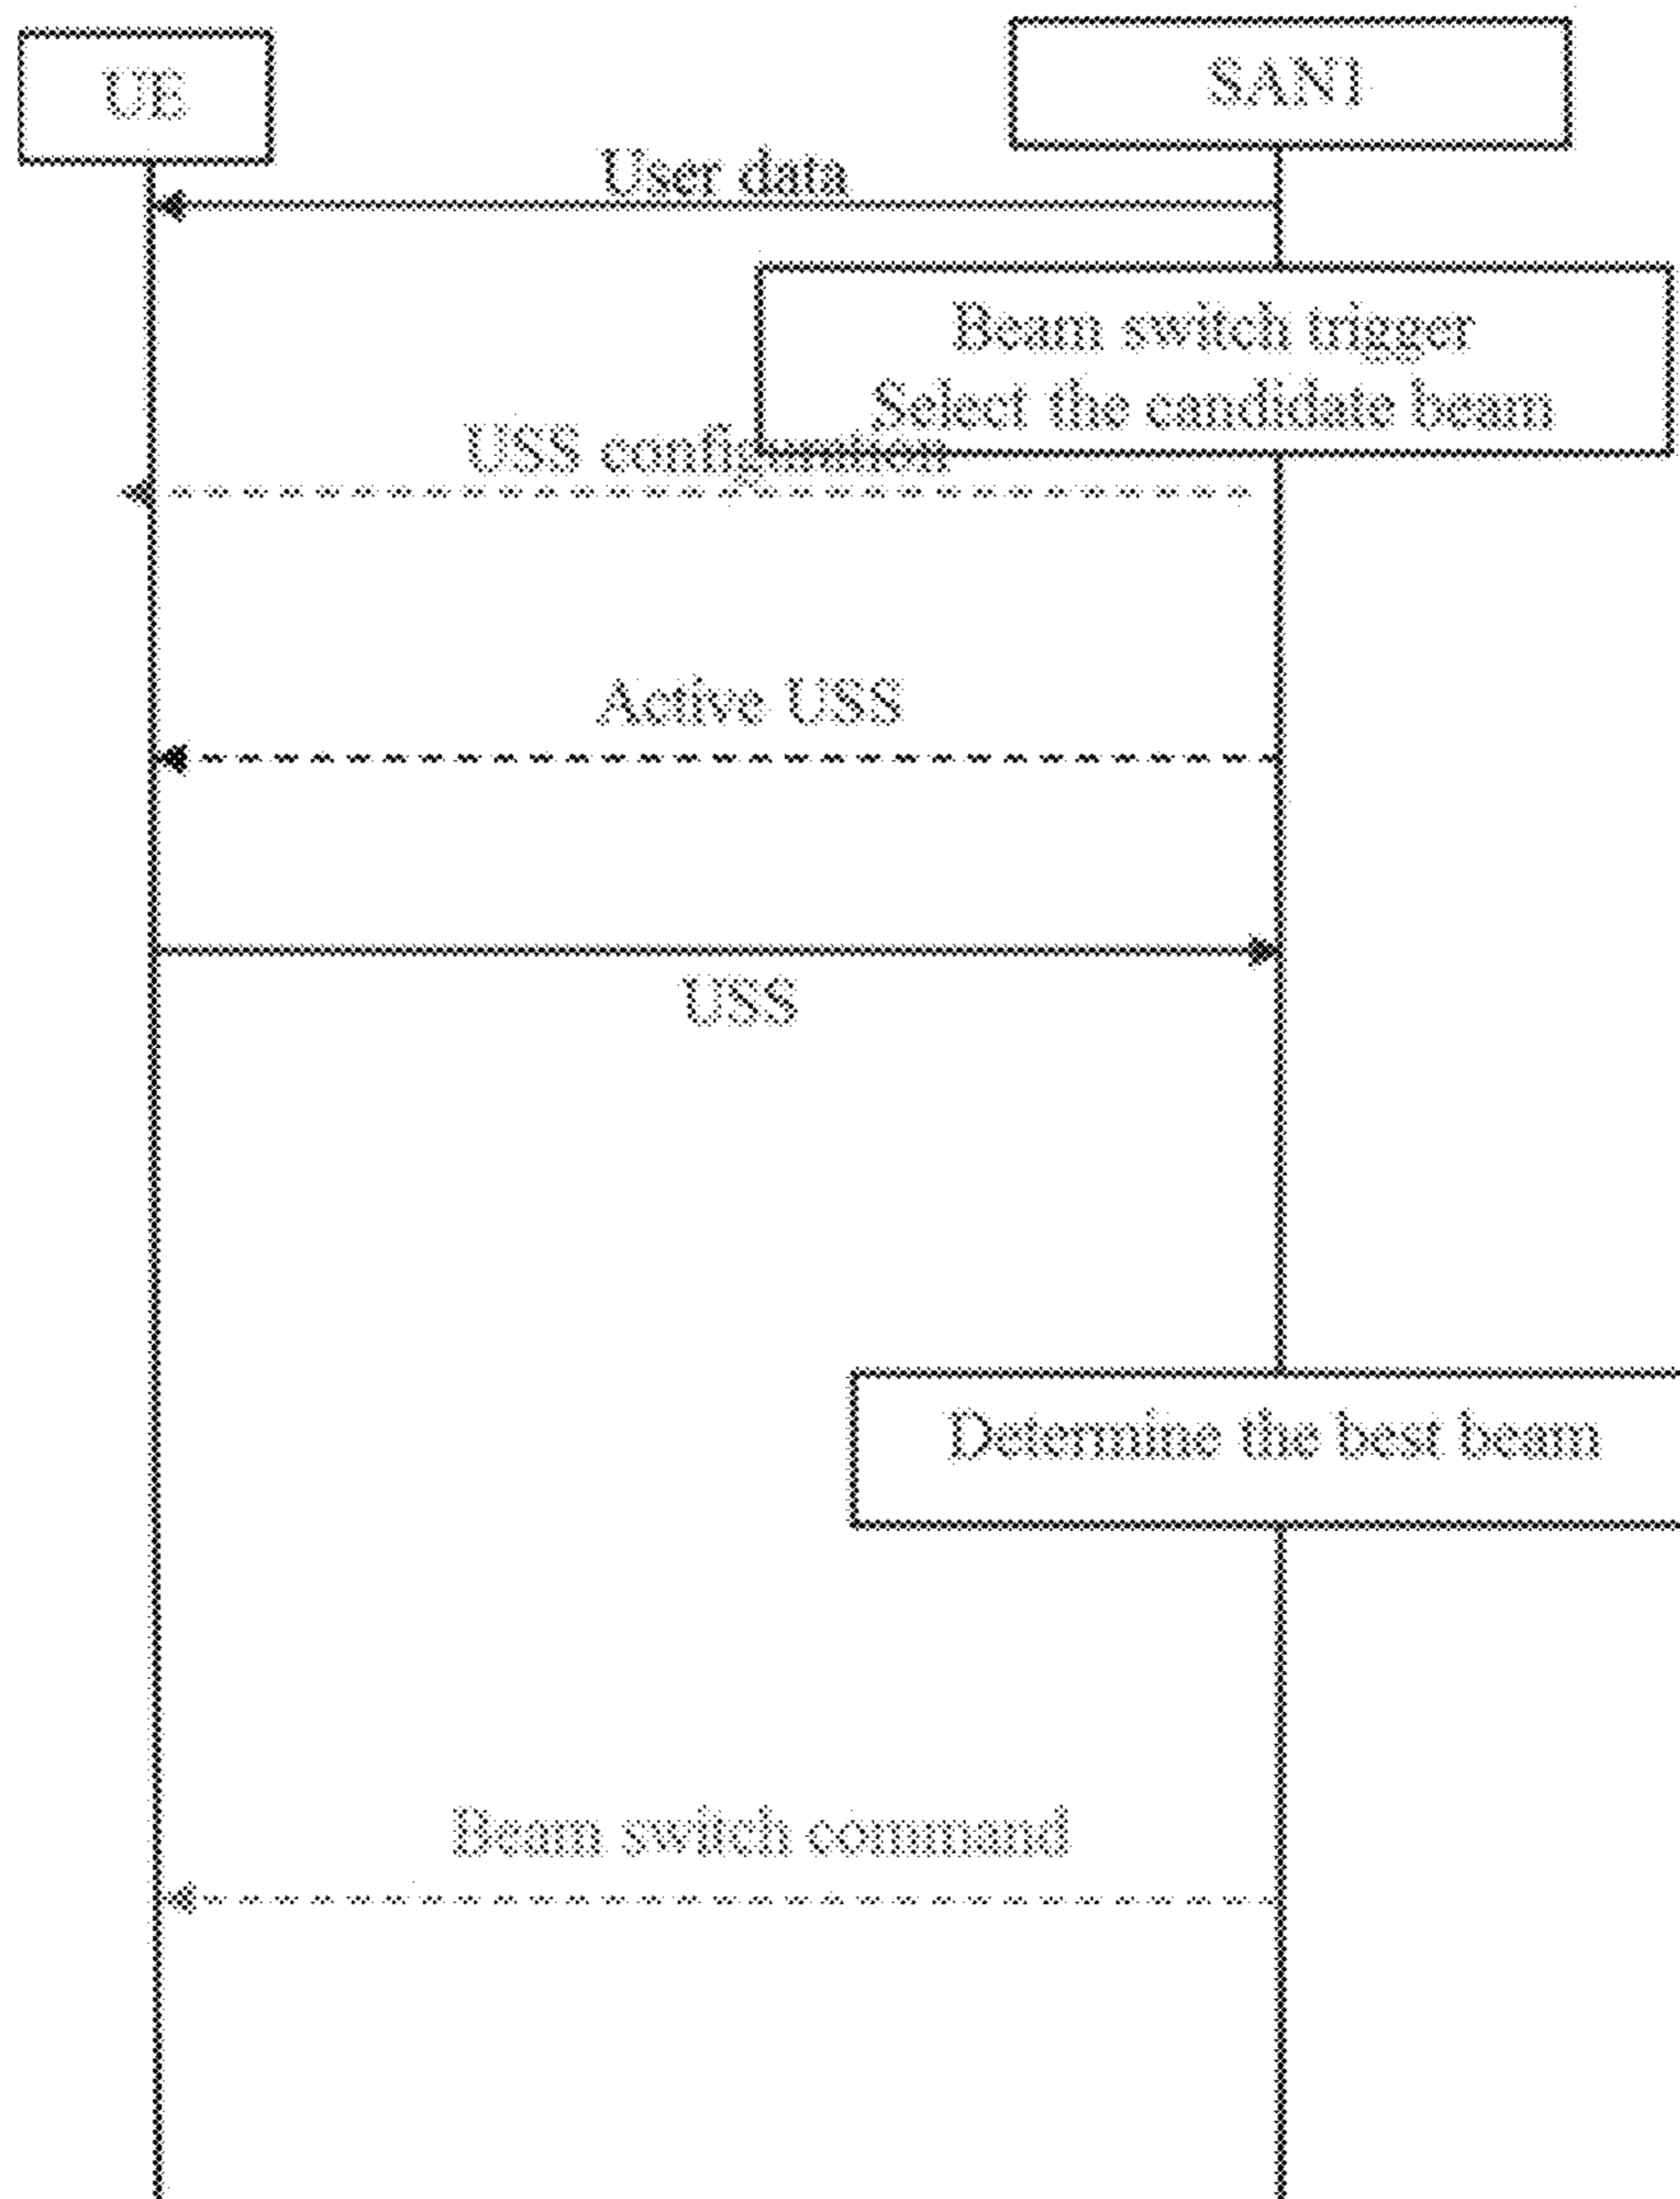 UE
SAN1
User data
Beam switch trigger
Select the candidate beam
USS configuration
Active USS
USS
Determine the best beam
Beam switch command